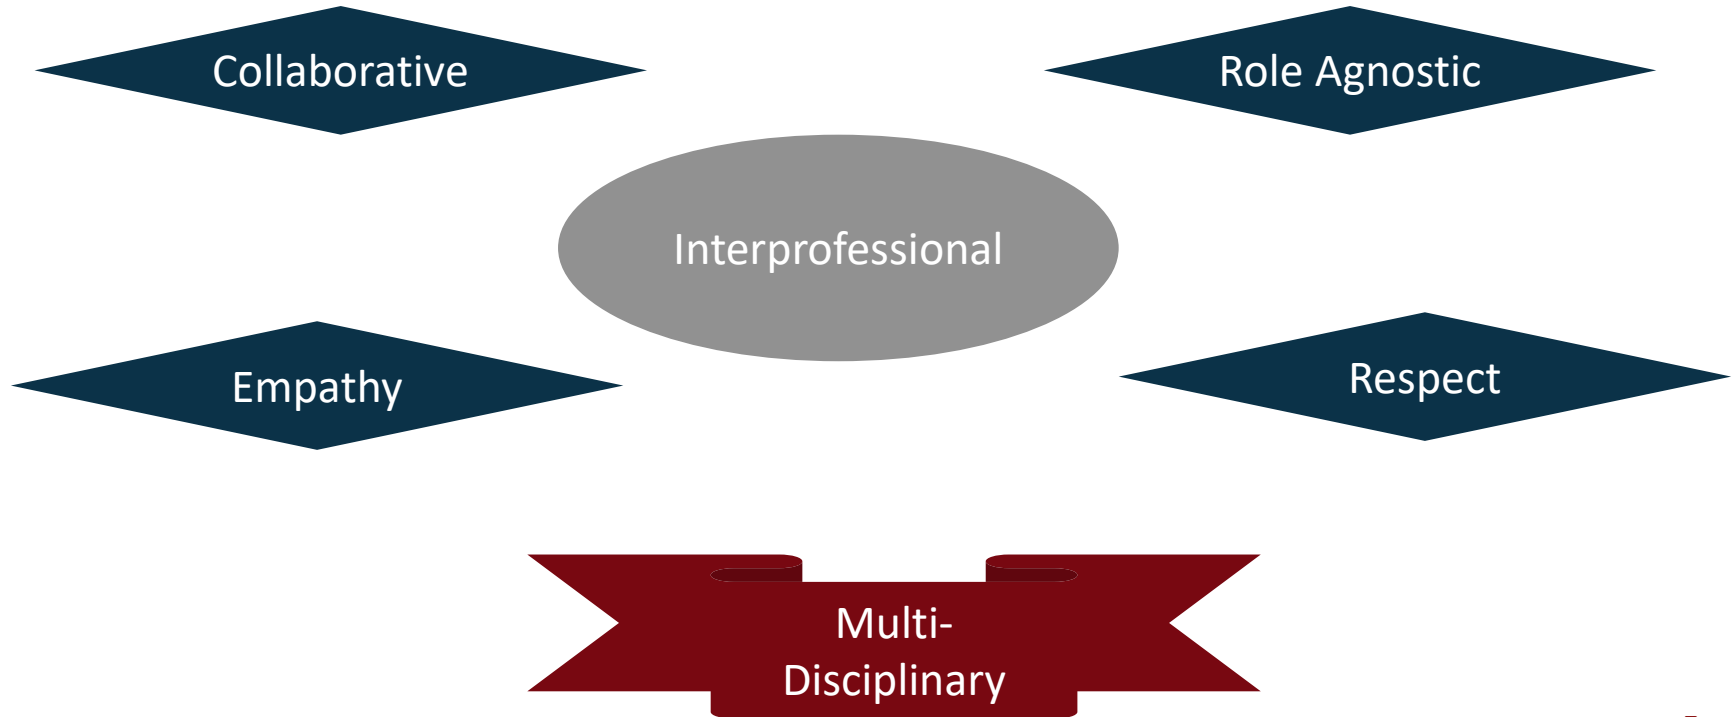 Collaborative
Role Agnostic
Interprofessional
Empathy
Respect
Multi-
Disciplinary